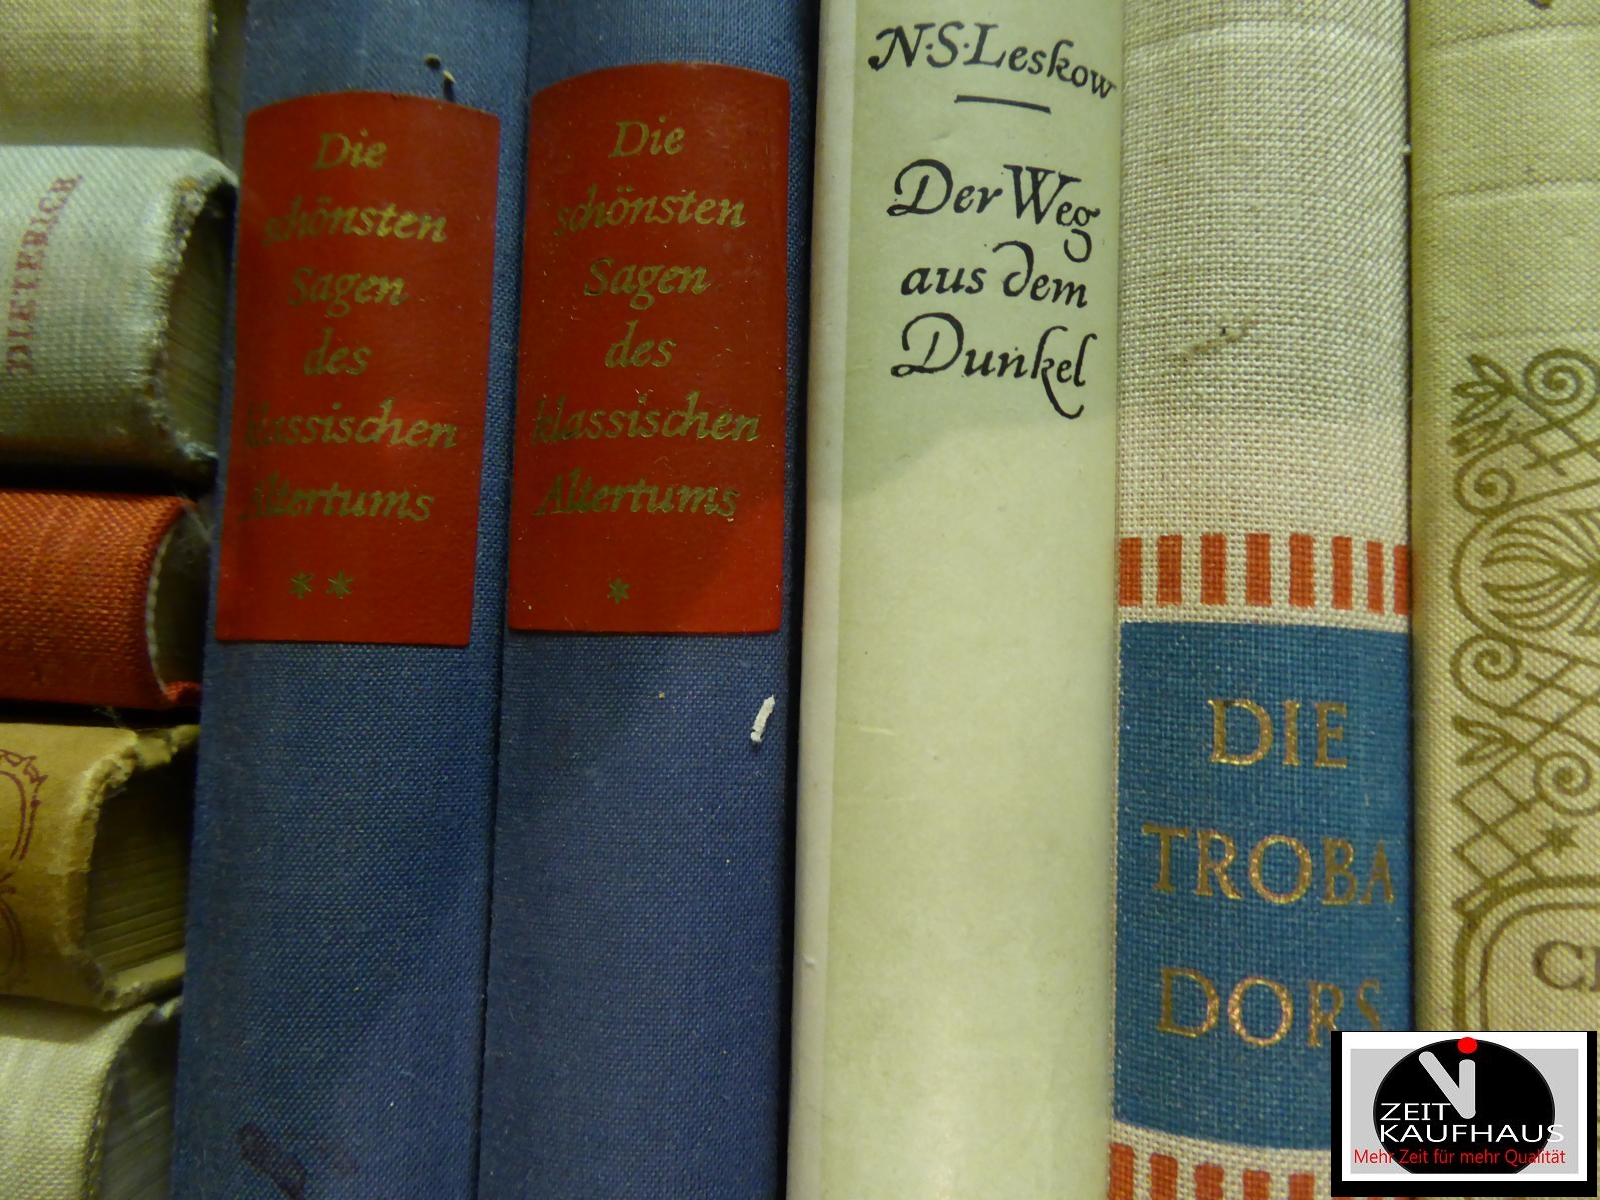 DIETERICH
Die
schönsten
Sagen
des
klassischen
Altertums
**
Die
schönsten
Sagen
des
klassischen
Altertums
*
N·S·Leskow
Der Weg
aus dem
Dunkel
DIE
TROBA
DORS
ZEIT
KAUFHAUS
Mehr Zeit für mehr Qualität